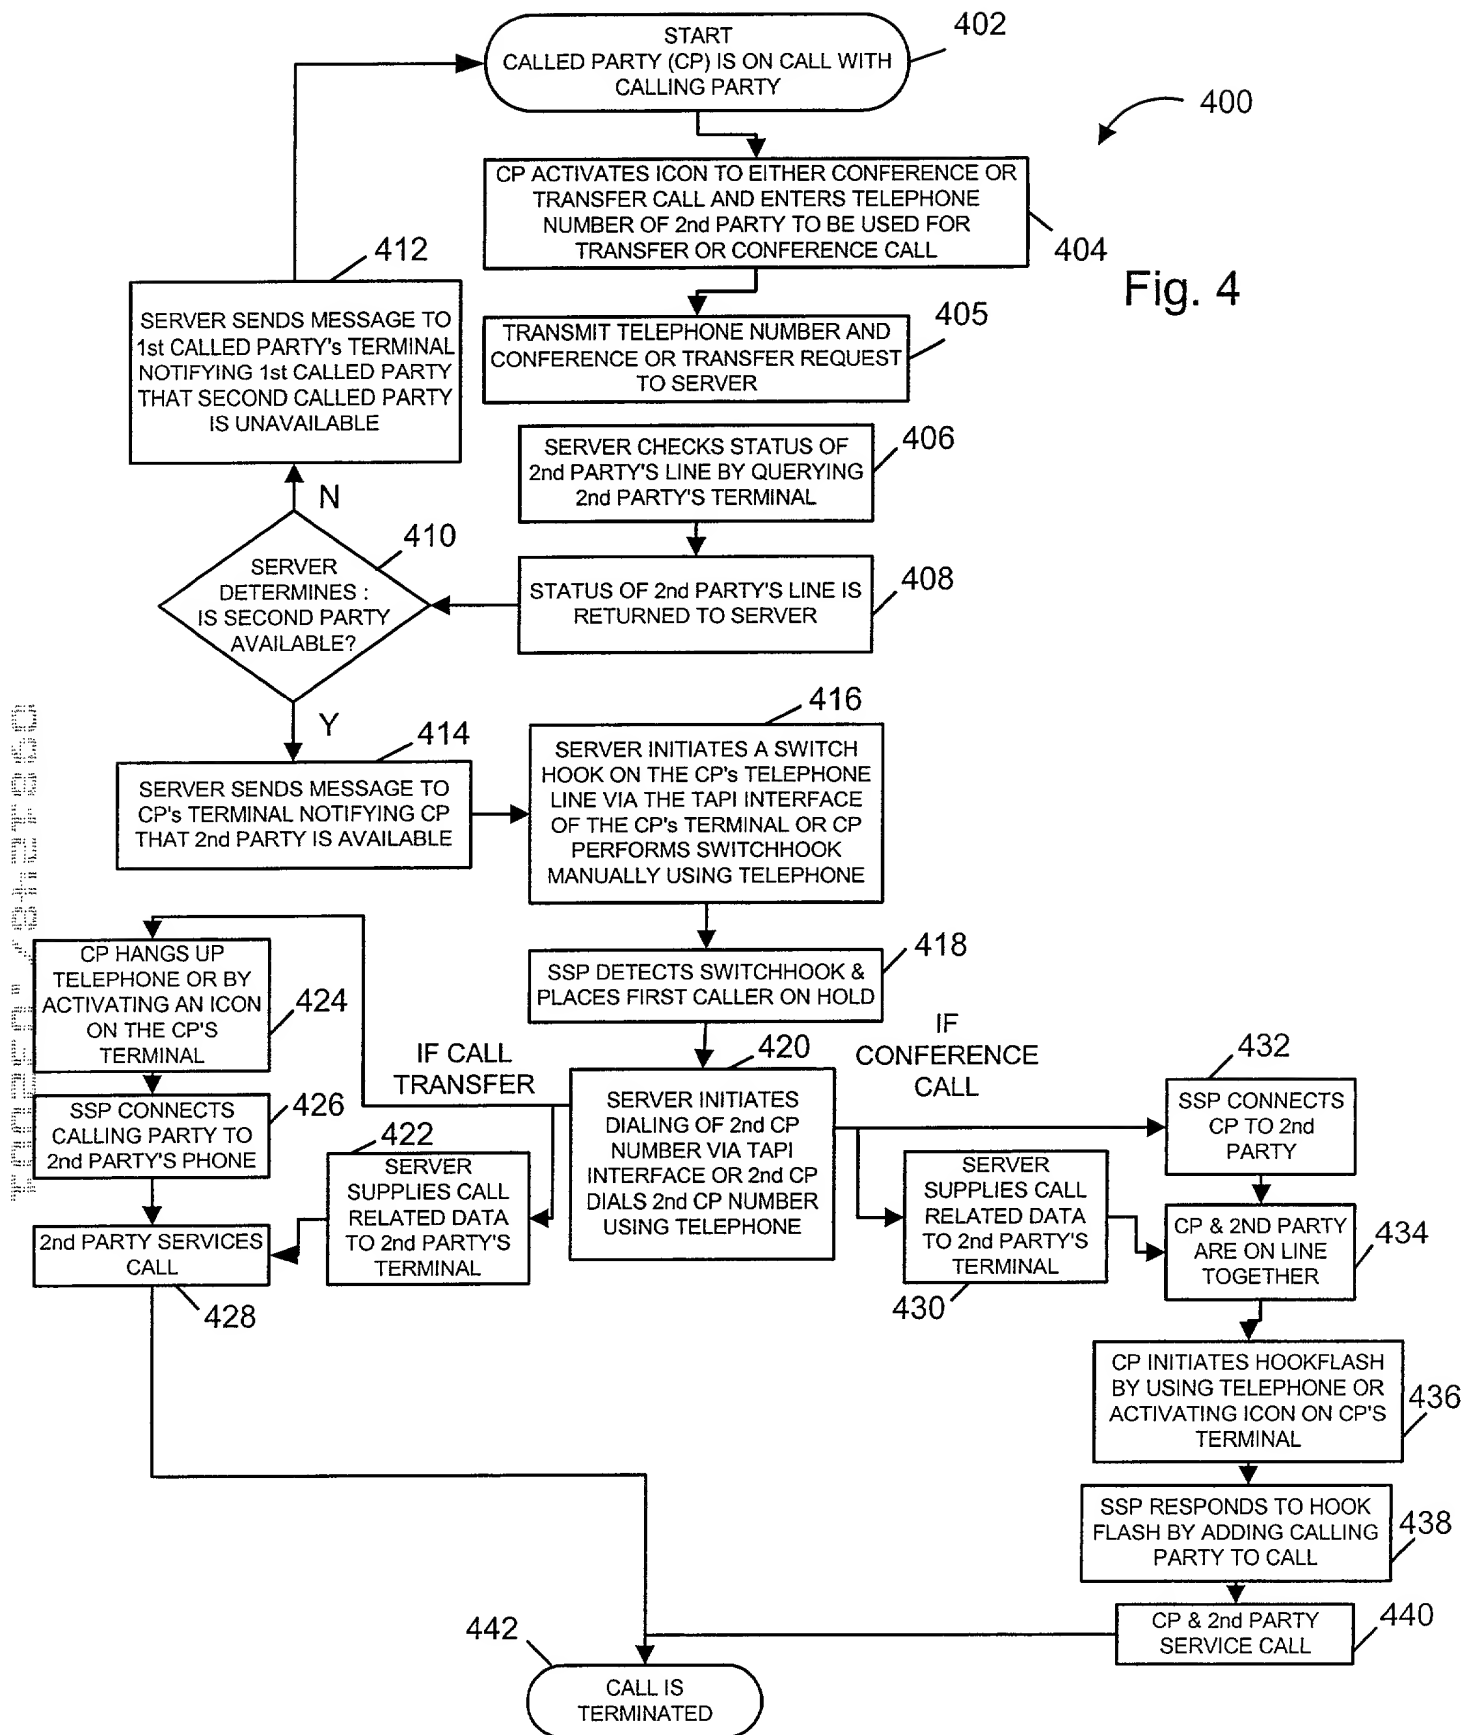 START
CALLED PARTY (CP) IS ON CALL WITH
CALLING PARTY
402
400
CP ACTIVATES ICON TO EITHER CONFERENCE OR
TRANSFER CALL AND ENTERS TELEPHONE
NUMBER OF 2nd PARTY TO BE USED FOR
TRANSFER OR CONFERENCE CALL
404
Fig. 4
412
SERVER SENDS MESSAGE TO
1st CALLED PARTY's TERMINAL
NOTIFYING 1st CALLED PARTY
THAT SECOND CALLED PARTY
IS UNAVAILABLE
TRANSMIT TELEPHONE NUMBER AND
CONFERENCE OR TRANSFER REQUEST
TO SERVER
405
SERVER CHECKS STATUS OF
2nd PARTY'S LINE BY QUERYING
2nd PARTY'S TERMINAL
406
N
410
SERVER
DETERMINES :
IS SECOND PARTY
AVAILABLE?
STATUS OF 2nd PARTY'S LINE IS
RETURNED TO SERVER
408
Y
414
SERVER SENDS MESSAGE TO
CP's TERMINAL NOTIFYING CP
THAT 2nd PARTY IS AVAILABLE
416
SERVER INITIATES A SWITCH
HOOK ON THE CP's TELEPHONE
LINE VIA THE TAPI INTERFACE
OF THE CP's TERMINAL OR CP
PERFORMS SWITCHHOOK
MANUALLY USING TELEPHONE
418
SSP DETECTS SWITCHHOOK &
PLACES FIRST CALLER ON HOLD
CP HANGS UP
TELEPHONE OR BY
ACTIVATING AN ICON
ON THE CP'S
TERMINAL
424
IF CALL
TRANSFER
420
SERVER INITIATES
DIALING OF 2nd CP
NUMBER VIA TAPI
INTERFACE OR 2nd CP
DIALS 2nd CP NUMBER
USING TELEPHONE
IF
CONFERENCE
CALL
432
SSP CONNECTS
CP TO 2nd
PARTY
SSP CONNECTS
CALLING PARTY TO
2nd PARTY'S PHONE
426
422
SERVER
SUPPLIES CALL
RELATED DATA
TO 2nd PARTY'S
TERMINAL
SERVER
SUPPLIES CALL
RELATED DATA
TO 2nd PARTY'S
TERMINAL
430
CP & 2ND PARTY
ARE ON LINE
TOGETHER
434
2nd PARTY SERVICES
CALL
428
CP INITIATES HOOKFLASH
BY USING TELEPHONE OR
ACTIVATING ICON ON CP'S
TERMINAL
436
SSP RESPONDS TO HOOK
FLASH BY ADDING CALLING
PARTY TO CALL
438
CP & 2nd PARTY
SERVICE CALL
440
442
CALL IS
TERMINATED